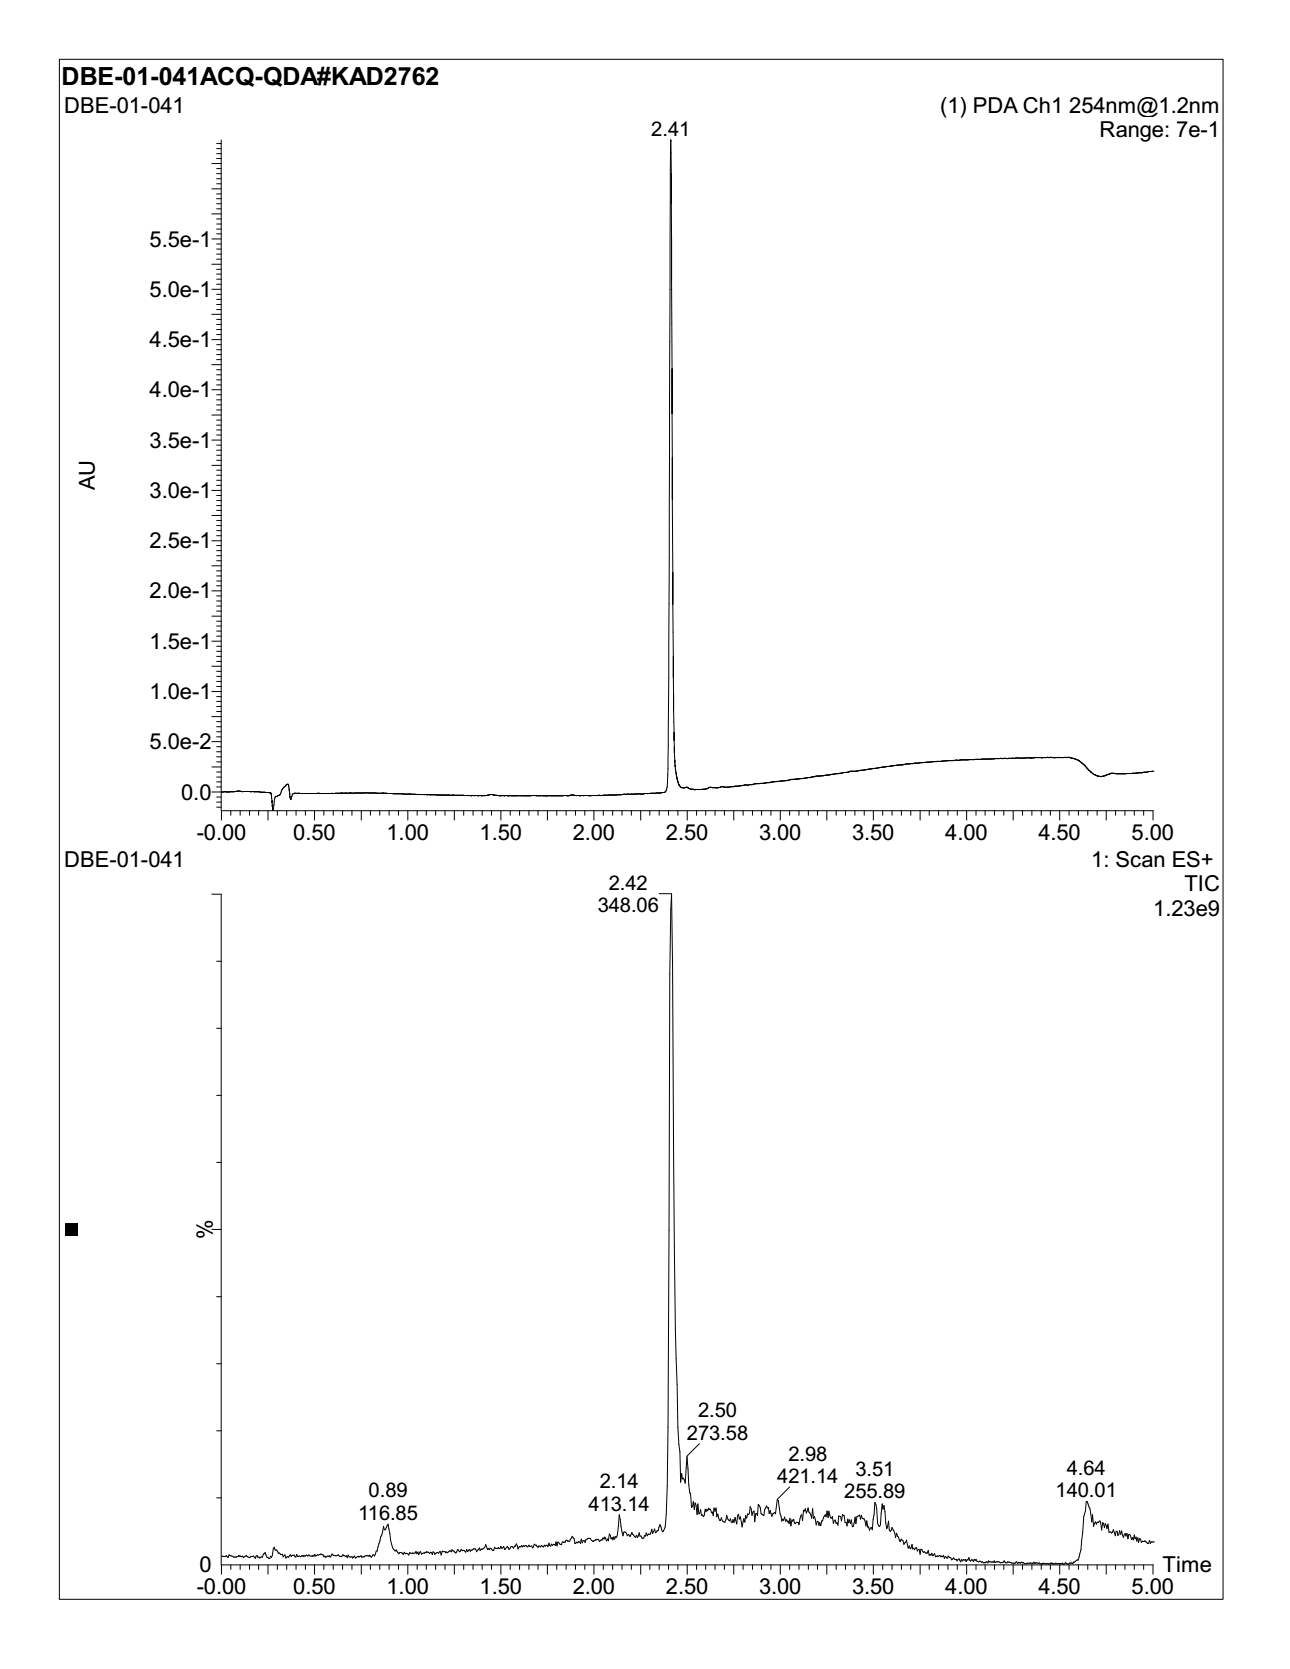 DBE-01-041ACQ-QDA#KAD2762
DBE-01-041
(1) PDA Ch1 254nm@1.2nm
Range: 7e-1
2.41
5.5e-1
5.0e-1
4.5e-1
4.0e-1
3.5e-1
3.0e-1
2.5e-1
2.0e-1
1.5e-1
1.0e-1
5.0e-2
0.0
AU
-0.00 0.50 1.00 1.50 2.00 2.50 3.00 3.50 4.00 4.50 5.00
DBE-01-041
1: Scan ES+
TIC
1.23e9
2.42
348.06
%
2.50
273.58
2.98
421.14
3.51
255.89
4.64
140.01
2.14
413.14
0.89
116.85
0
Time
-0.00 0.50 1.00 1.50 2.00 2.50 3.00 3.50 4.00 4.50 5.00